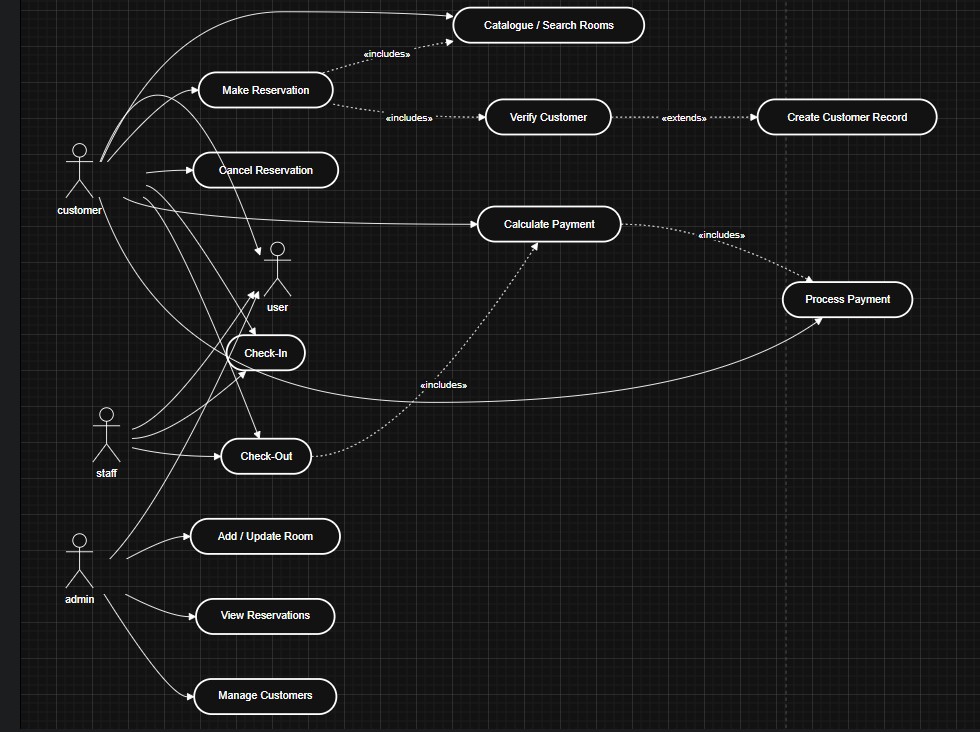 Catalogue / Search Rooms
«includes»
Make Reservation
«includes»
Verify Customer
«extends»
Create Customer Record
Cancel Reservation
customer
Calculate Payment
«includes»
user
Process Payment
Check-In
«includes»
staff
Check-Out
Add / Update Room
admin
View Reservations
Manage Customers